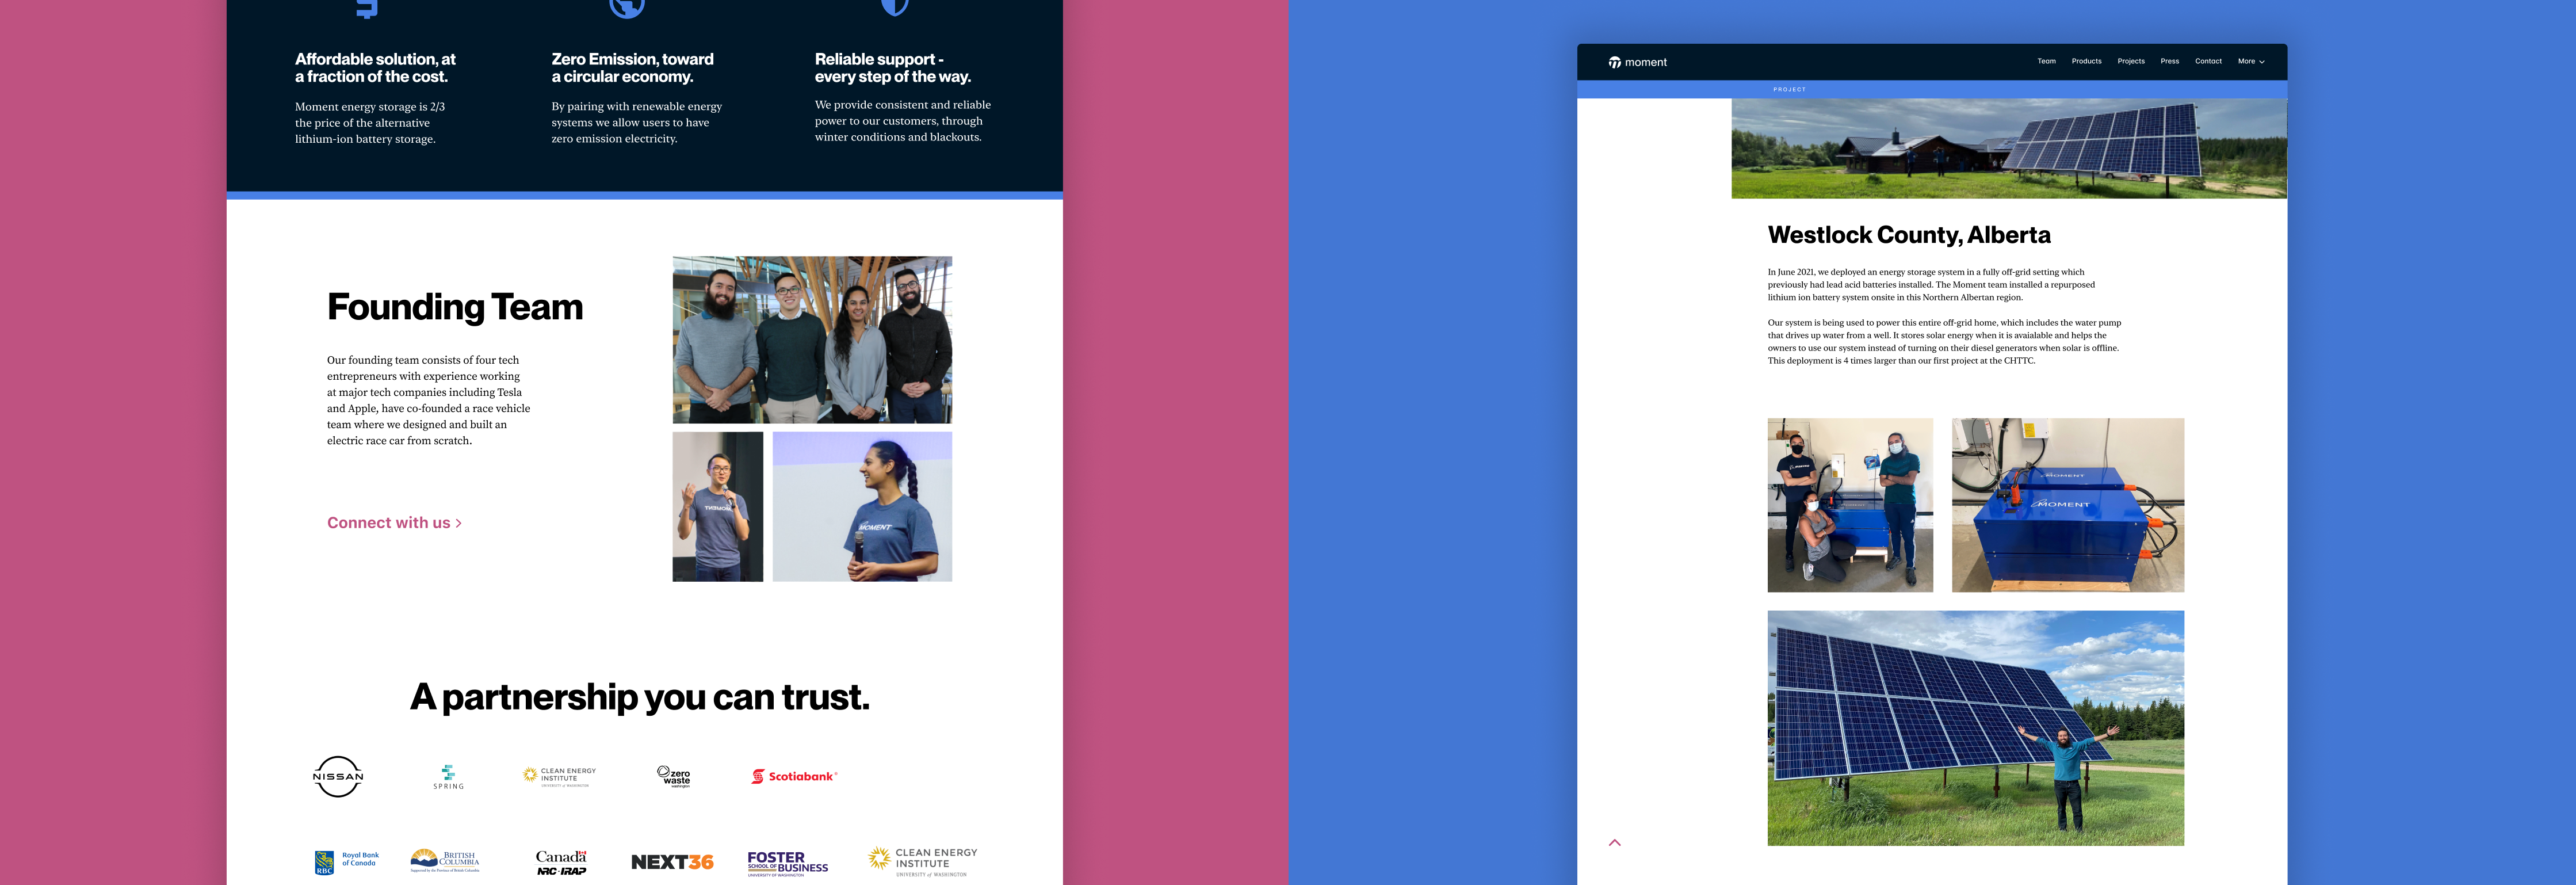 Affordable solution, at
a fraction of the cost.
Moment energy storage is 2/3
the price of the alternative
lithium-ion battery storage.
Zero Emission, toward
a circular economy.
By pairing with renewable energy
systems we allow users to have
zero emission electricity.
Reliable support -
every step of the way.
We provide consistent and reliable
power to our customers, through
winter conditions and blackouts.
Founding Team
Our founding team consists of four tech
entrepreneurs with experience working
at major tech companies including Tesla
and Apple, have co-founded a race vehicle
team where we designed and built an
electric race car from scratch.
Connect with us >
MOMENT
MOMENT
A partnership you can trust.
NISSAN
SPRING
CLEAN ENERGY
INSTITUTE
UNIVERSITY of WASHINGTON
zero
waste
washington
Scotiabank
RBC
Royal Bank
of Canada
BRITISH
COLUMBIA
Supported by the Province of British Columbia
Canada
NRC·IRAP
NEXT36
FOSTER
SCHOOL OF
BUSINESS
UNIVERSITY OF WASHINGTON
CLEAN ENERGY
INSTITUTE
UNIVERSITY of WASHINGTON
moment
Team
Products
Projects
Press
Contact
More
PROJECT
Westlock County, Alberta
In June 2021, we deployed an energy storage system in a fully off-grid setting which
previously had lead acid batteries installed. The Moment team installed a repurposed
lithium ion battery system onsite in this Northern Albertan region.
Our system is being used to power this entire off-grid home, which includes the water pump
that drives up water from a well. It stores solar energy when it is avaialable and helps the
owners to use our system instead of turning on their diesel generators when solar is offline.
This deployment is 4 times larger than our first project at the CHTTC.
MOMENT
MOMENT